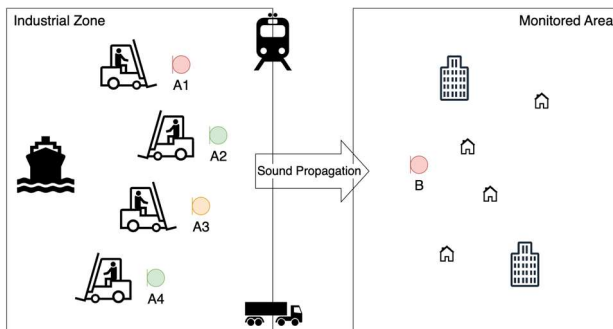 Industrial Zone
Monitored Area
A1
A2
Sound Propagation
B
A3
A4